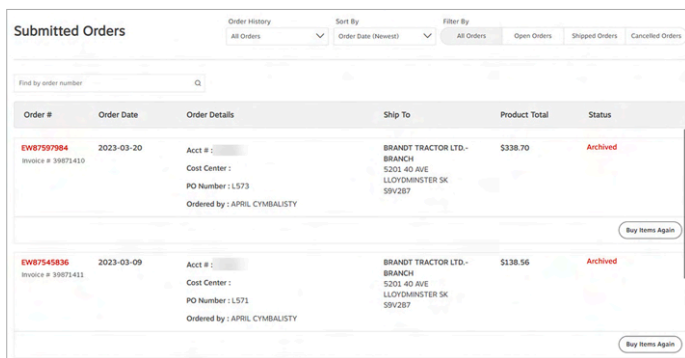 Submitted Orders
Order History
All Orders
Sort By
Order Date (Newest)
Filter By
All Orders
Open Orders
Shipped Orders
Cancelled Orders
Find by order number
Order #
Order Date
Order Details
Ship To
Product Total
Status
EW87597984
Invoice # 39871410
2023-03-20
Acct # :
Cost Center :
PO Number : L573
Ordered by : APRIL CYMBALISTY
BRANDT TRACTOR LTD.-
BRANCH
5201 40 AVE
LLOYDMINSTER SK
S9V2B7
$338.70
Archived
Buy Items Again
EW87545836
Invoice # 39871411
2023-03-09
Acct # :
Cost Center :
PO Number : L571
Ordered by : APRIL CYMBALISTY
BRANDT TRACTOR LTD.-
BRANCH
5201 40 AVE
LLOYDMINSTER SK
S9V2B7
$138.56
Archived
Buy Items Again